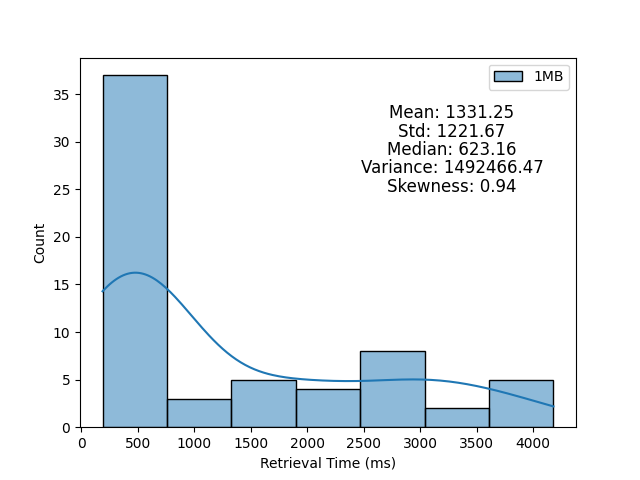 1MB
Mean: 1331.25
Std: 1221.67
Median: 623.16
Variance: 1492466.47
Skewness: 0.94
Count
35
30
25
20
15
10
5
0
0 500 1000 1500 2000 2500 3000 3500 4000
Retrieval Time (ms)